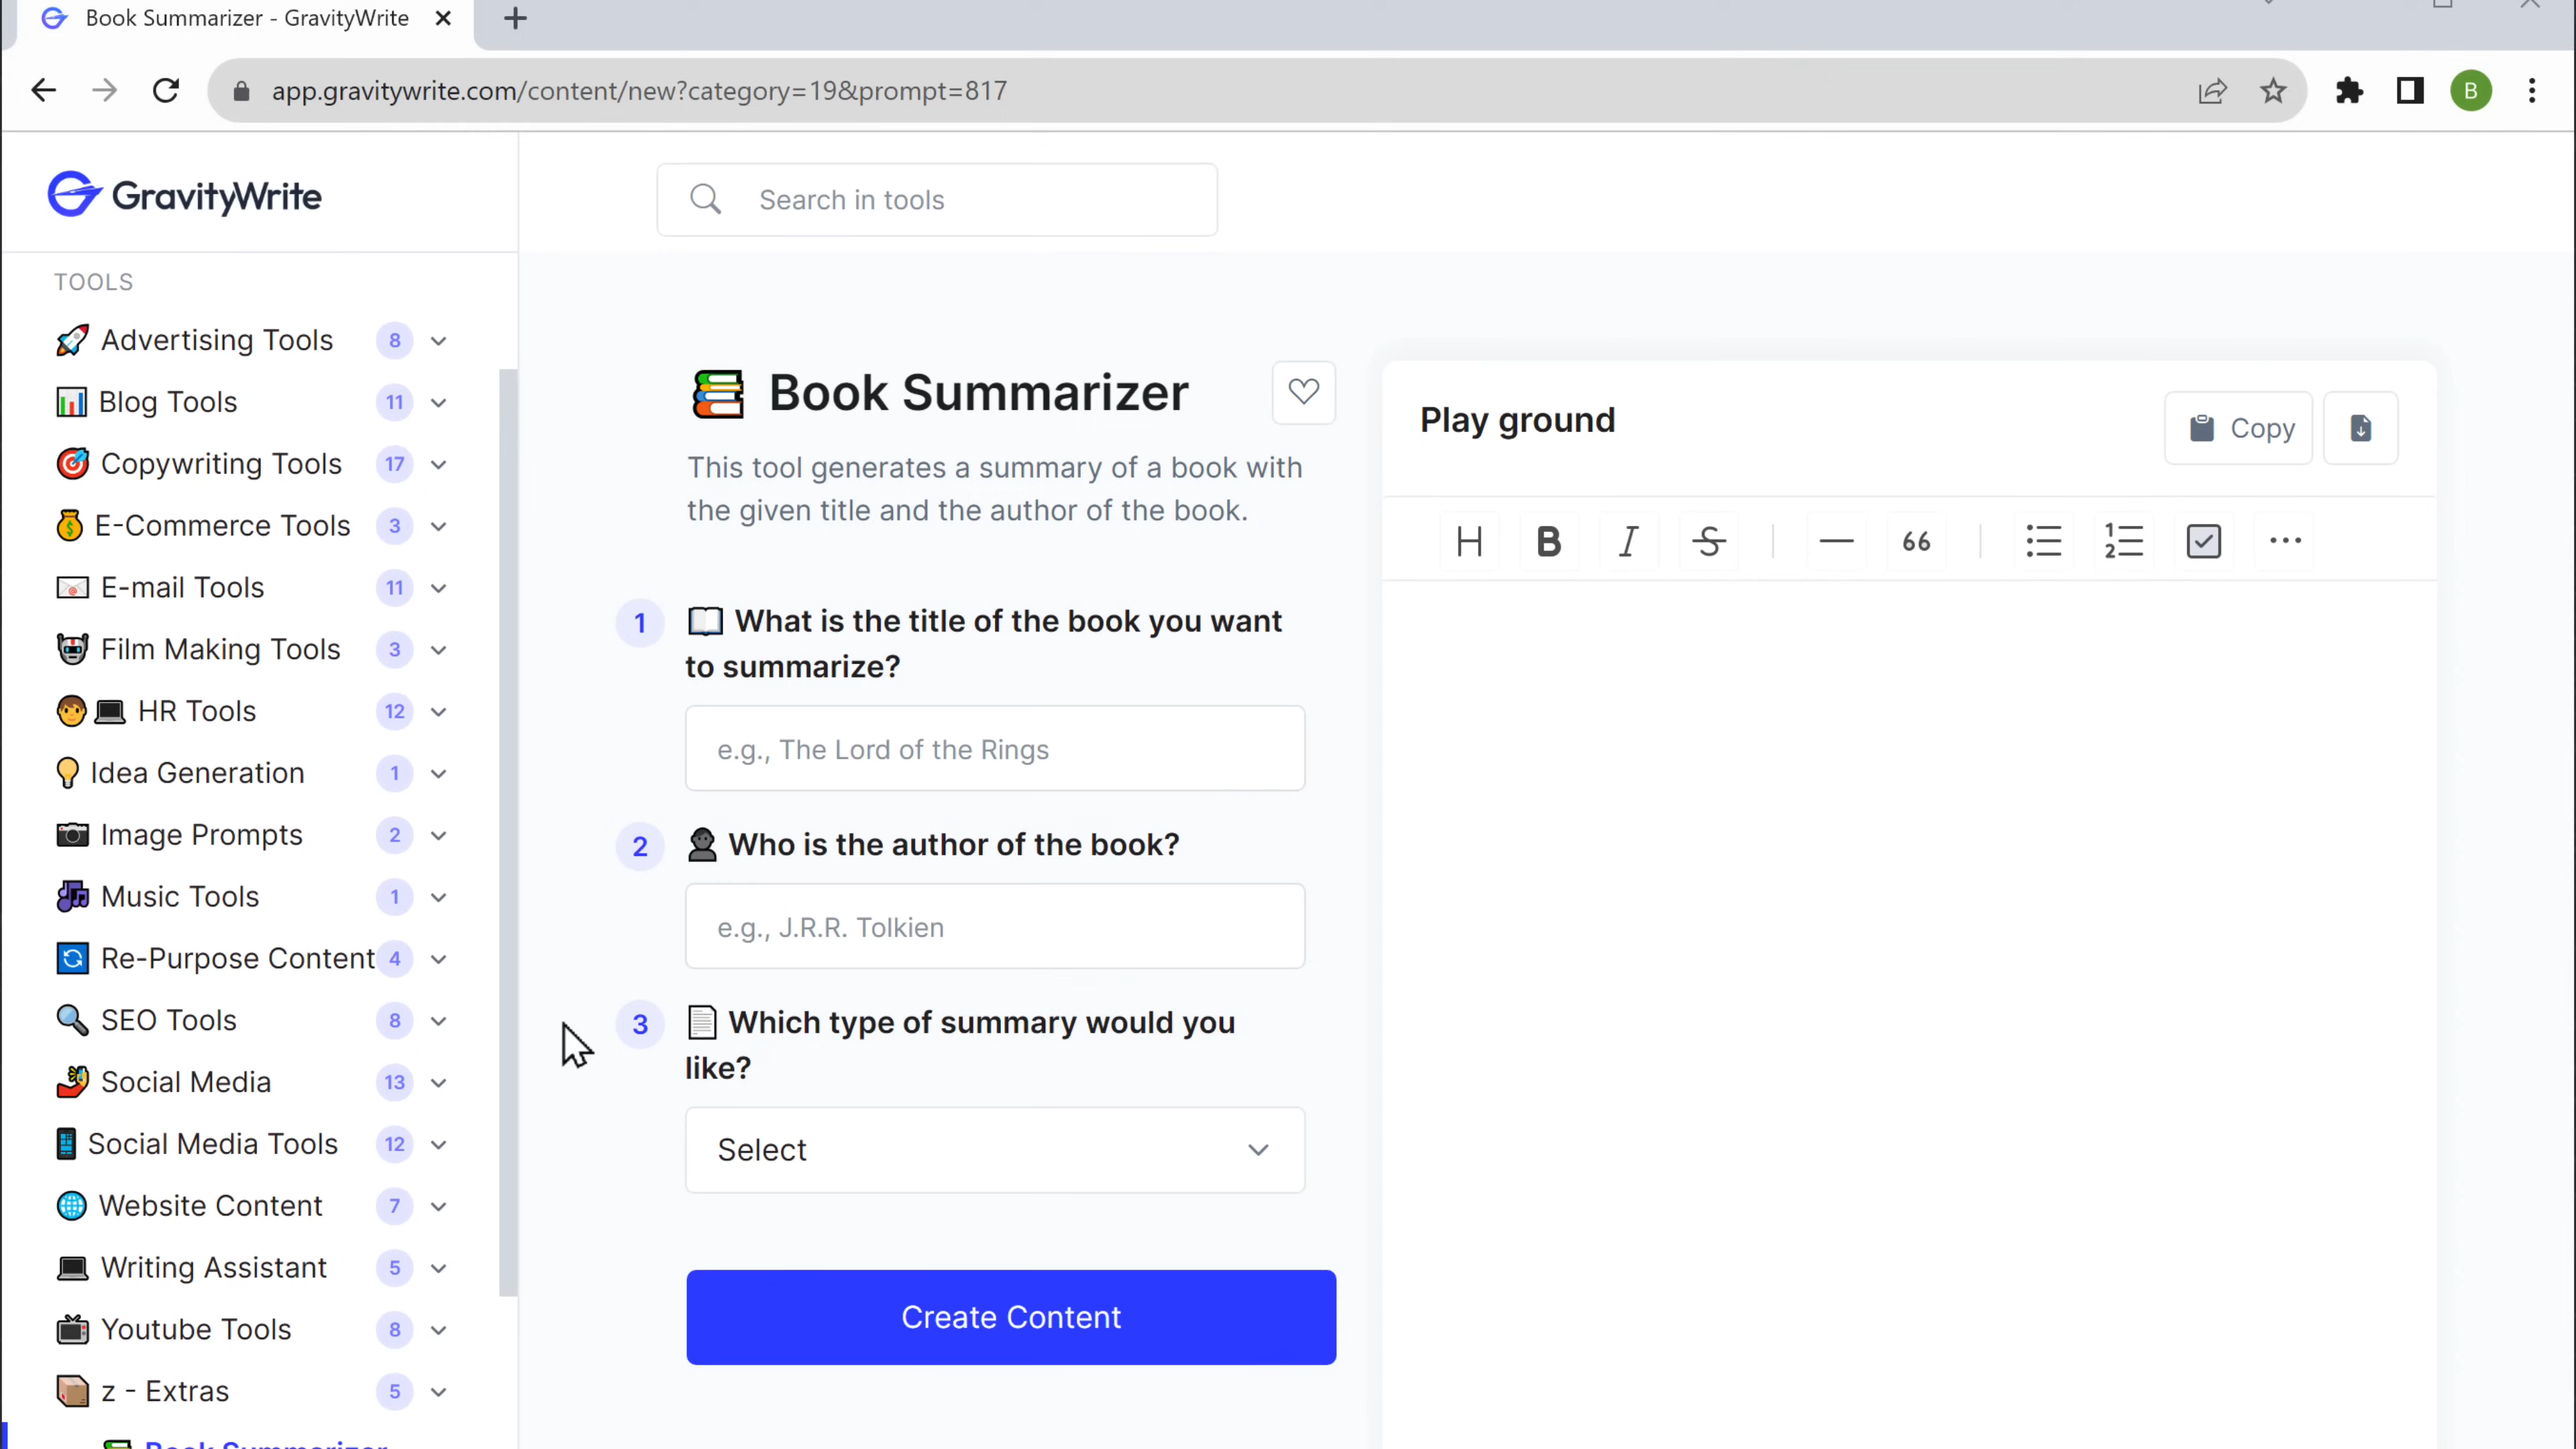 Book Summarizer - GravityWrite
app.gravitywrite.com/content/new?category=19&prompt=817
B
GravityWrite
Search in tools
TOOLS
Advertising Tools 8
Blog Tools 11
Copywriting Tools 17
E-Commerce Tools 3
E-mail Tools 11
Film Making Tools 3
HR Tools 12
Idea Generation 1
Image Prompts 2
Music Tools 1
Re-Purpose Content 4
SEO Tools 8
Social Media 13
Social Media Tools 12
Website Content 7
Writing Assistant 5
Youtube Tools 8
z - Extras 5
Book Summarizer
Book Summarizer
This tool generates a summary of a book with
the given title and the author of the book.
1 What is the title of the book you want
to summarize?
e.g., The Lord of the Rings
2 Who is the author of the book?
e.g., J.R.R. Tolkien
3 Which type of summary would you
like?
Select
Create Content
Play ground
Copy